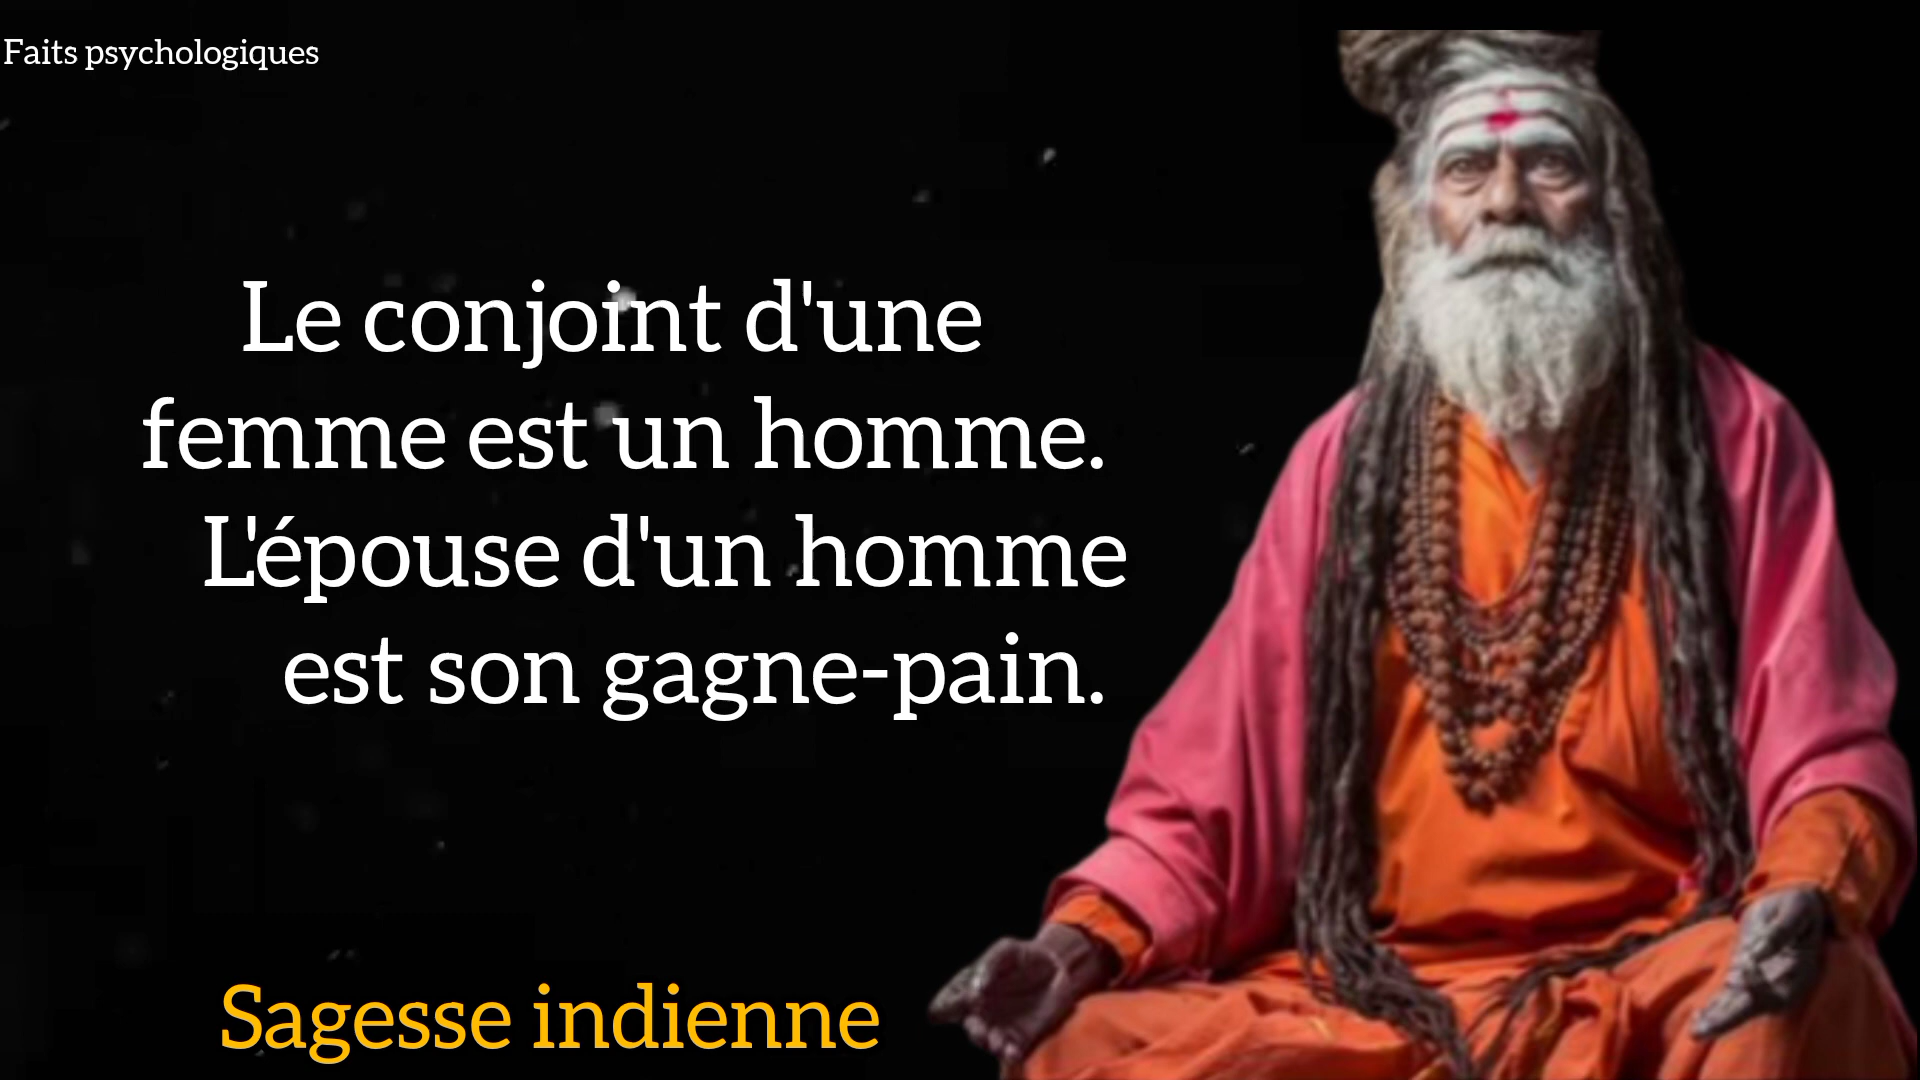 Faits psychologiques
Le conjoint d'une
femme est un homme.
L'épouse d'un homme
est son gagne-pain.
Sagesse indienne